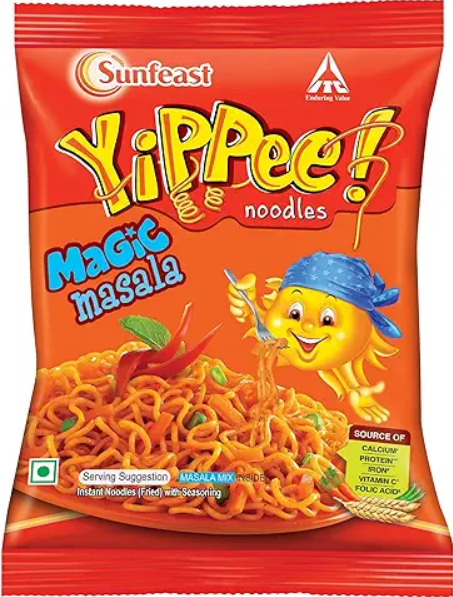 Sunfeast
ITC
Enduring Value
YiPPee!
noodles
MaGic
masala
SOURCE OF
CALCIUM*
PROTEIN**
IRON*
VITAMIN C*
FOLIC ACID*
Serving Suggestion
MASALA MIX INSIDE
Instant Noodles (Fried) with Seasoning